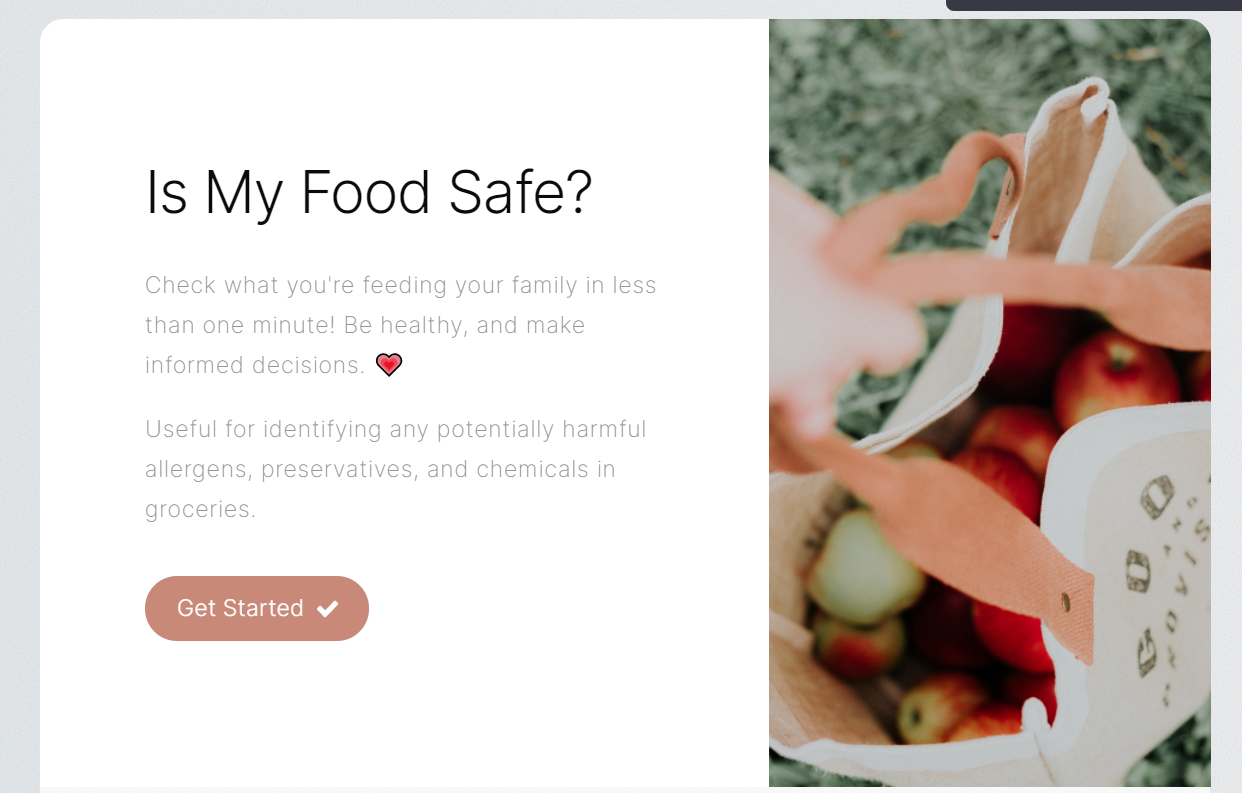 Is My Food Safe?
Check what you're feeding your family in less
than one minute! Be healthy, and make
informed decisions.
Useful for identifying any potentially harmful
allergens, preservatives, and chemicals in
groceries.
Get Started
AND